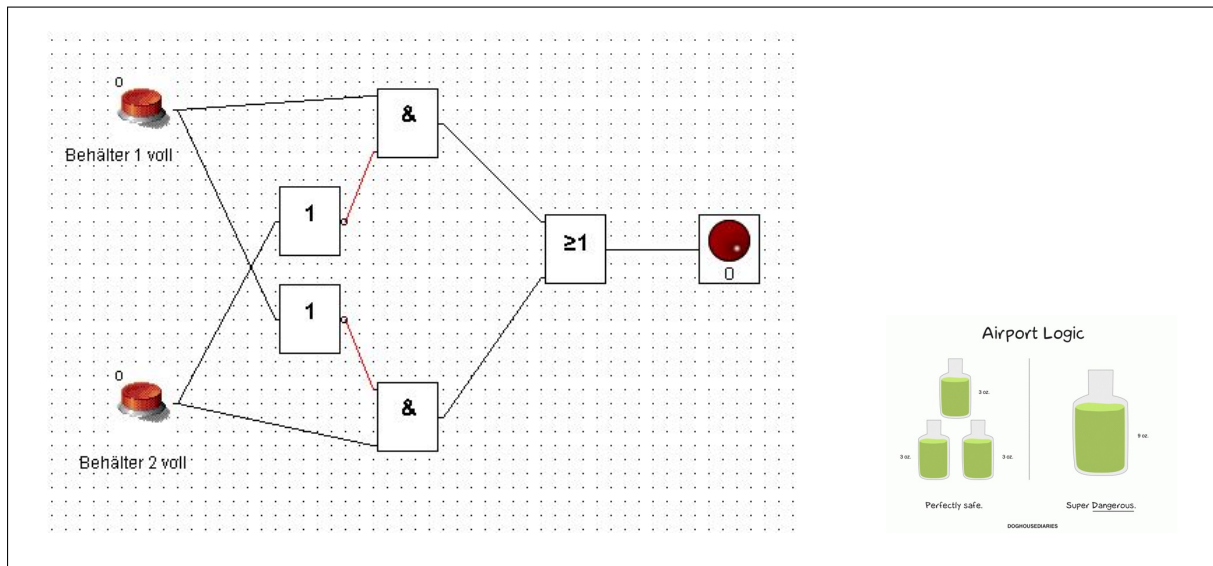 0
Behälter 1 voll
&
1
≥1
0
1
0
&
Behälter 2 voll
Airport Logic
3 oz.
3 oz.
3 oz.
9 oz.
Perfectly safe.
Super Dangerous.
DOGHOUSEDIARIES